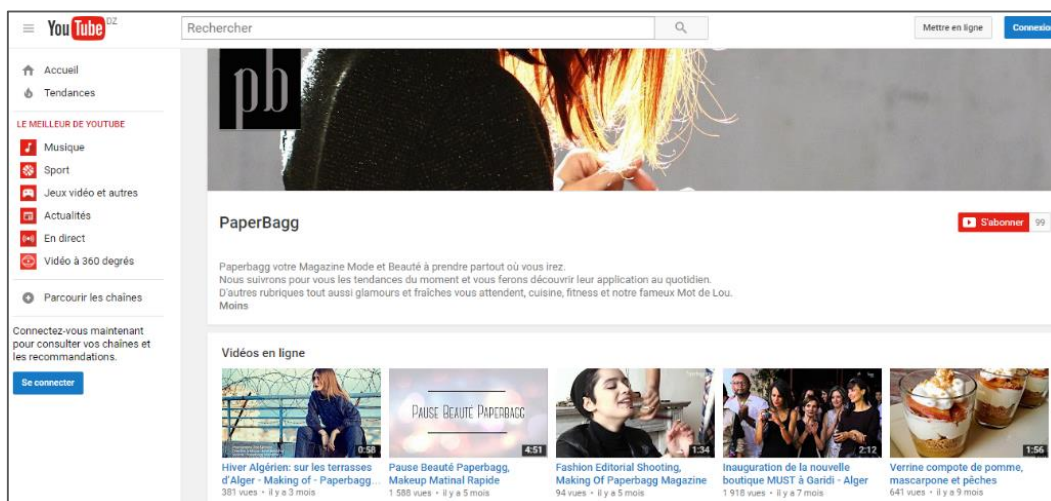 YouTube DZ
Rechercher
Mettre en ligne
Connexio
Accueil
Tendances
LE MEILLEUR DE YOUTUBE
Musique
Sport
Jeux vidéo et autres
Actualités
En direct
Vidéo à 360 degrés
Parcourir les chaînes
Connectez-vous maintenant
pour consulter vos chaînes et
les recommandations.
Se connecter
pb
PaperBagg
S'abonner 99
Paperbagg votre Magazine Mode et Beauté à prendre partout où vous irez.
Nous suivrons pour vous les tendances du moment et vous ferons découvrir leur application au quotidien.
D'autres rubriques tout aussi glamours et fraîches vous attendent, cuisine, fitness et notre fameux Mot de Lou.
Moins
Vidéos en ligne
0:58
Hiver Algérien: sur les terrasses
d'Alger - Making of - Paperbagg...
381 vues • il y a 3 mois
PAUSE BEAUTÉ PAPERBAGG
4:51
Pause Beauté Paperbagg,
Makeup Matinal Rapide
1 588 vues • il y a 5 mois
1:34
Fashion Editorial Shooting,
Making Of Paperbagg Magazine
94 vues • il y a 5 mois
2:12
Inauguration de la nouvelle
boutique MUST à Garidi - Alger
1 918 vues • il y a 7 mois
1:56
Verrine compote de pomme,
mascarpone et pêches
641 vues • il y a 9 mois